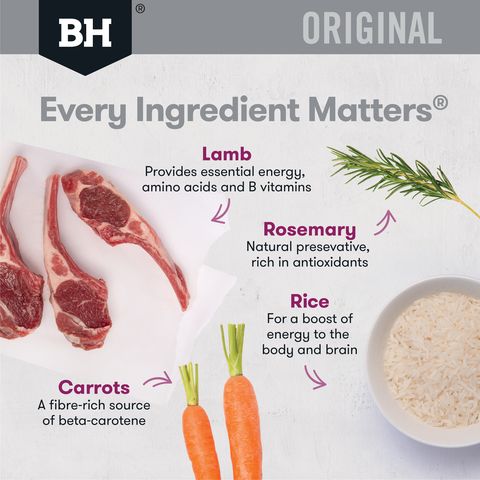 BH®
ORIGINAL
Every Ingredient Matters®
Lamb
Provides essential energy,
amino acids and B vitamins
Rosemary
Natural presevative,
rich in antioxidants
Rice
For a boost of
energy to the
body and brain
Carrots
A fibre-rich source
of beta-carotene